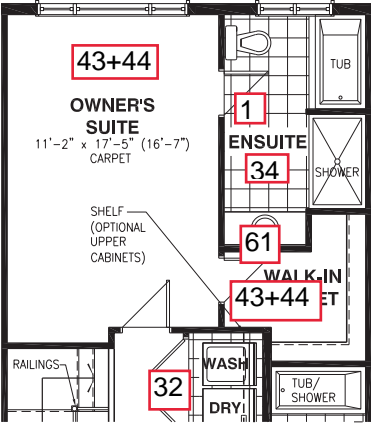 43+44
OWNER'S
SUITE
11'-2" x 17'-5" (16'-7")
CARPET
TUB
1
ENSUITE
34
SHOWER
SHELF
(OPTIONAL
UPPER
CABINETS)
61
WALK-IN
43+44
ET
RAILINGS
32
WASH
DRY
TUB/
SHOWER